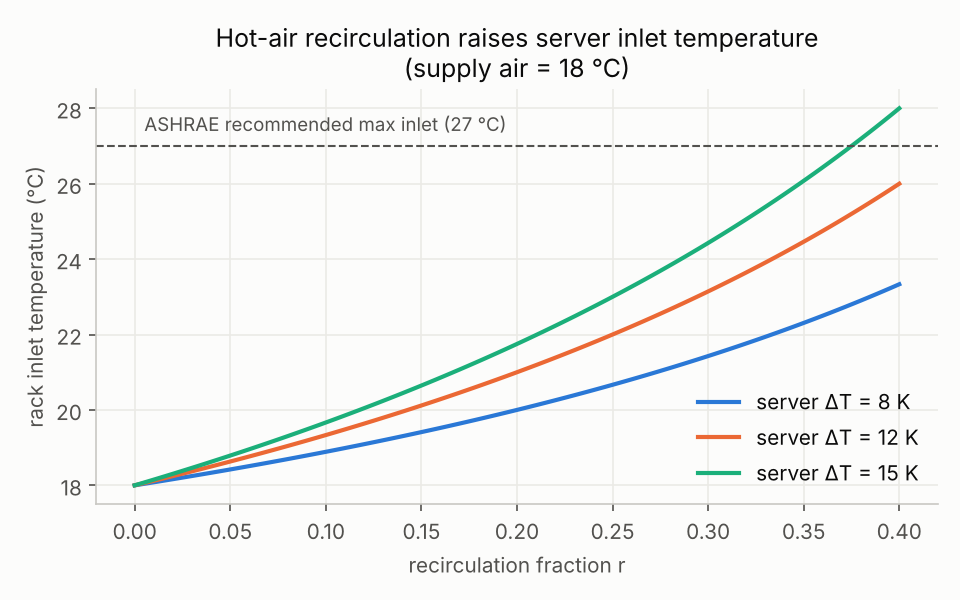 Hot-air recirculation raises server inlet temperature
(supply air = 18 °C)
ASHRAE recommended max inlet (27 °C)
rack inlet temperature (°C)
28
26
24
22
20
18
server ΔT = 8 K
server ΔT = 12 K
server ΔT = 15 K
0.00 0.05 0.10 0.15 0.20 0.25 0.30 0.35 0.40
recirculation fraction r